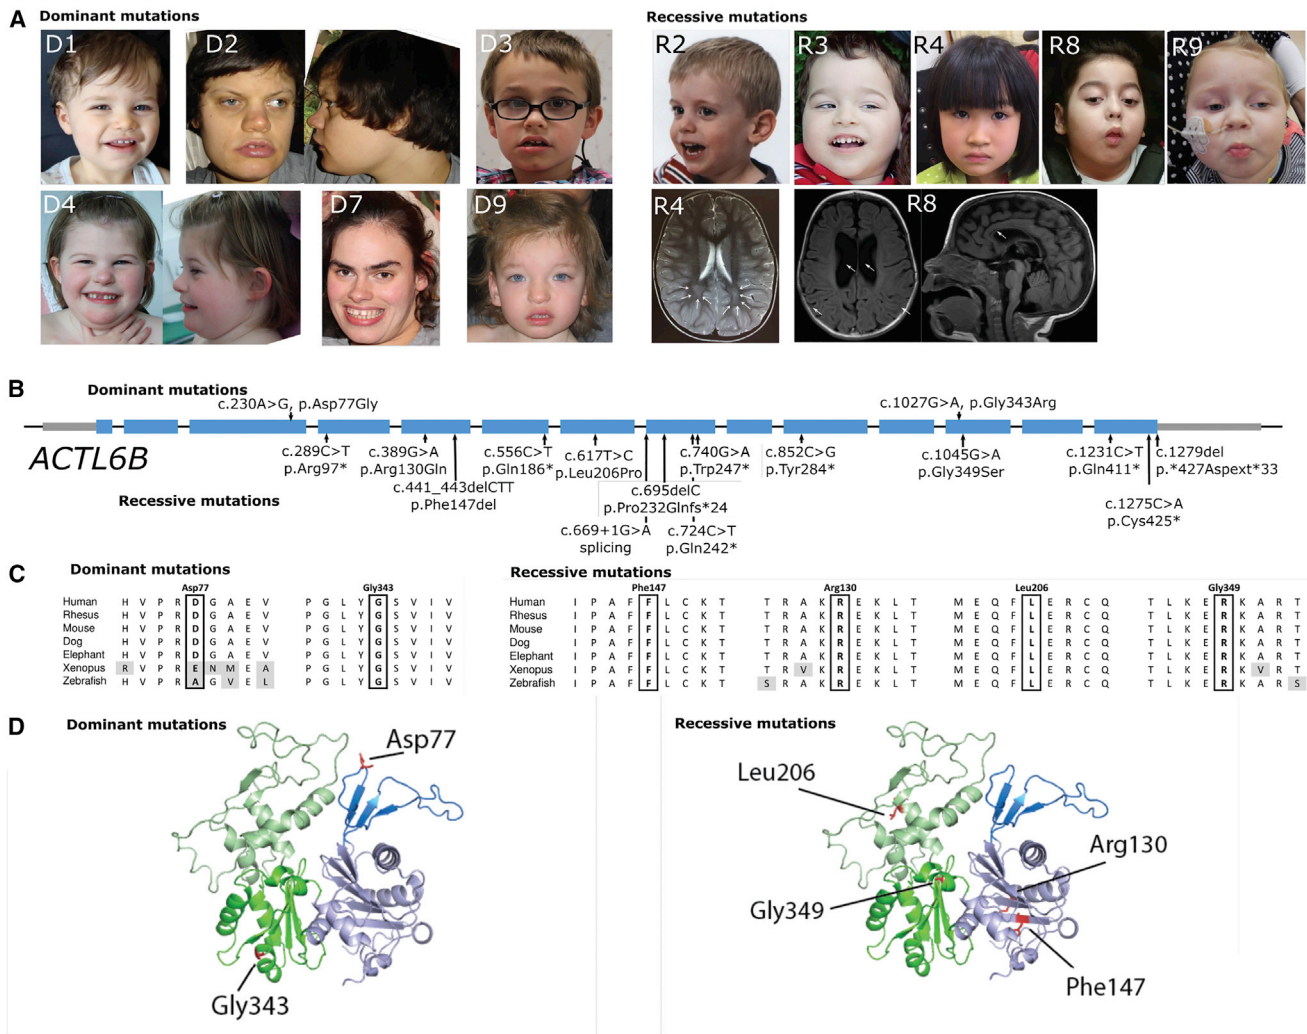 A
Dominant mutations
Recessive mutations
D1
D2
D3
R2
R3
R4
R8
R9
D4
D7
D9
R4
R8
B
Dominant mutations
c.230A>G, p.Asp77Gly
c.1027G>A, p.Gly343Arg
ACTL6B
c.289C>T
p.Arg97*
c.389G>A
p.Arg130Gln
c.441_443delCTT
p.Phe147del
c.556C>T
p.Gln186*
c.617T>C
p.Leu206Pro
c.669+1G>A
splicing
c.695delC
p.Pro232Glnfs*24
c.724C>T
p.Gln242*
c.740G>A
p.Trp247*
c.852C>G
p.Tyr284*
c.1045G>A
p.Gly349Ser
c.1231C>T
p.Gln411*
c.1275C>A
p.Cys425*
c.1279del
p.*427Aspext*33
Recessive mutations
C
Dominant mutations
Asp77 Gly343
Human H V P R D G A E V P G L Y G S V I V
Rhesus H V P R D G A E V P G L Y G S V I V
Mouse H V P R D G A E V P G L Y G S V I V
Dog H V P R D G A E V P G L Y G S V I V
Elephant H V P R D G A E V P G L Y G S V I V
Xenopus R V P R E N M E A P G L Y G S V I V
Zebrafish H V P R A G V E L P G L Y G S V I V
Recessive mutations
Phe147 Arg130 Leu206 Gly349
Human I P A F F L C K T T R A K R E K L T M E Q F L E R C Q T L K E R K A R T
Rhesus I P A F F L C K T T R A K R E K L T M E Q F L E R C Q T L K E R K A R T
Mouse I P A F F L C K T T R A K R E K L T M E Q F L E R C Q T L K E R K A R T
Dog I P A F F L C K T T R A K R E K L T M E Q F L E R C Q T L K E R K A R T
Elephant I P A F F L C K T T R A K R E K L T M E Q F L E R C Q T L K E R K A R T
Xenopus I P A F F L C K T T R V K R E K L T M E Q F L E R C Q T L K E R K V R T
Zebrafish I P A F F L C K T S R A K R E K L T M E Q F L E R C Q T L K E R K A R S
D
Dominant mutations
Asp77
Gly343
Recessive mutations
Leu206
Arg130
Gly349
Phe147